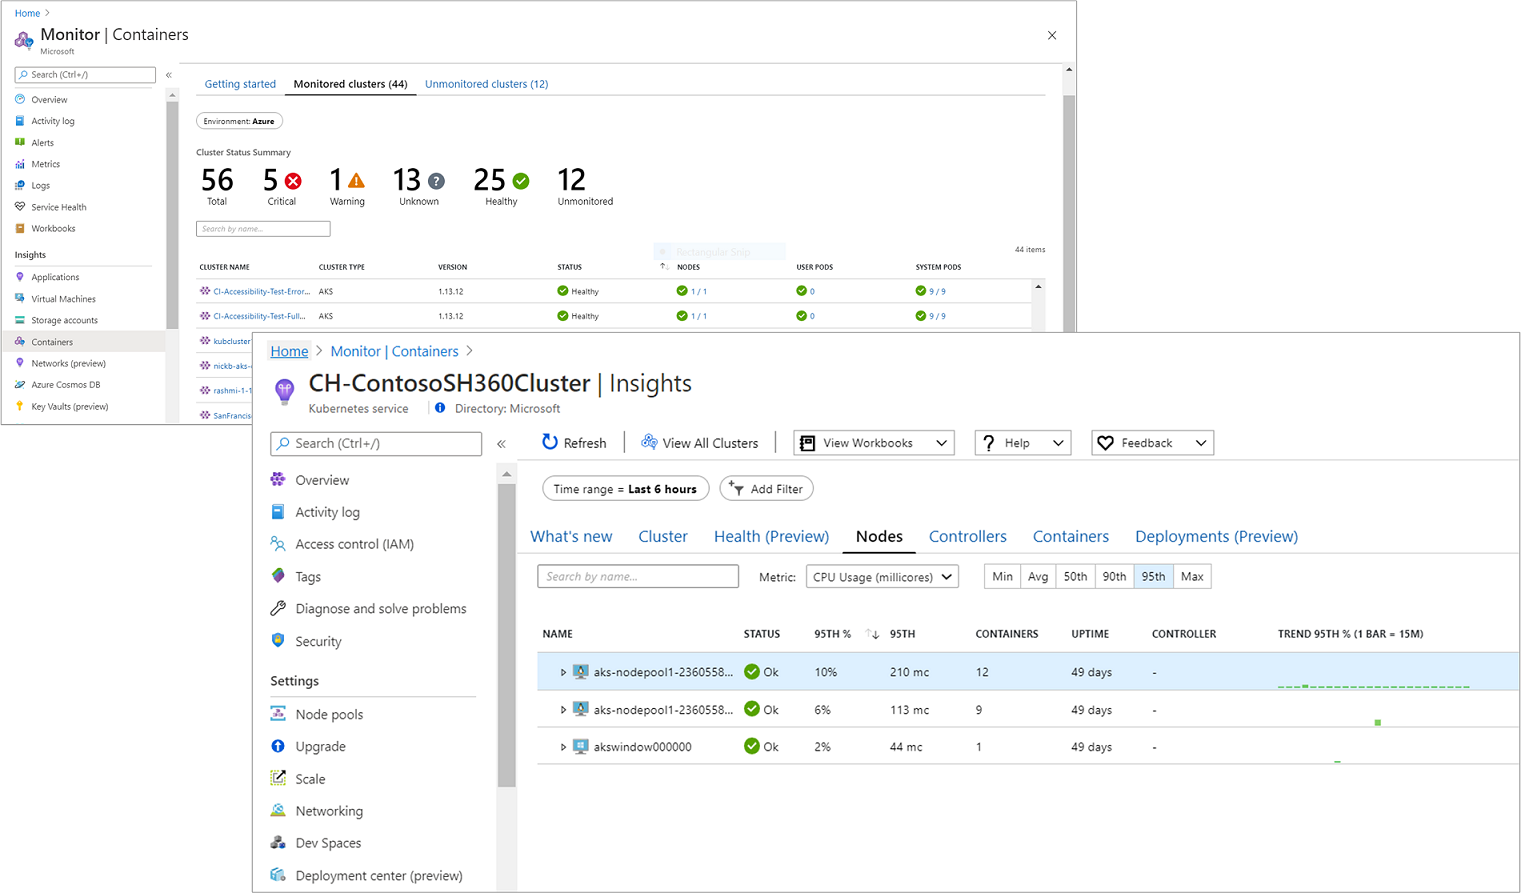 Home >
Monitor | Containers
Microsoft
Search (Ctrl+/)
«
Overview
Activity log
Alerts
Metrics
Logs
Service Health
Workbooks
Insights
Applications
Virtual Machines
Storage accounts
Containers
Networks (preview)
Azure Cosmos DB
Key Vaults (preview)
Getting started Monitored clusters (44) Unmonitored clusters (12)
Environment: Azure
Cluster Status Summary
56 5 1 13 25 12
Total Critical Warning Unknown Healthy Unmonitored
Search by name...
Rectangular Snip
44 items
CLUSTER NAME CLUSTER TYPE VERSION STATUS NODES USER PODS SYSTEM PODS
CI-Accessibility-Test-Error... AKS 1.13.12 Healthy 1 / 1 0 9 / 9
CI-Accessibility-Test-Full... AKS 1.13.12 Healthy 1 / 1 0 9 / 9
kubcluster
nickb-aks-
rashmi-1-1
SanFrancis
Home > Monitor | Containers >
CH-ContosoSH360Cluster | Insights
Kubernetes service Directory: Microsoft
Search (Ctrl+/)
«
Overview
Activity log
Access control (IAM)
Tags
Diagnose and solve problems
Security
Settings
Node pools
Upgrade
Scale
Networking
Dev Spaces
Deployment center (preview)
Refresh View All Clusters View Workbooks ? Help Feedback
Time range = Last 6 hours Add Filter
What's new Cluster Health (Preview) Nodes Controllers Containers Deployments (Preview)
Search by name... Metric: CPU Usage (millicores) Min Avg 50th 90th 95th Max
NAME STATUS 95TH % 95TH CONTAINERS UPTIME CONTROLLER TREND 95TH % (1 BAR = 15M)
aks-nodepool1-2360558... Ok 10% 210 mc 12 49 days -
aks-nodepool1-2360558... Ok 6% 113 mc 9 49 days -
akswindow000000 Ok 2% 44 mc 1 49 days -